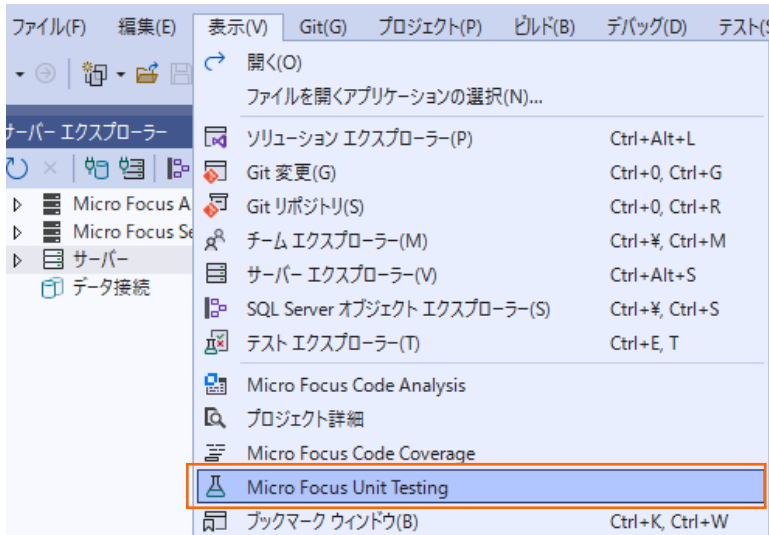 ファイル(F) 編集(E) 表示(V) Git(G) プロジェクト(P) ビルド(B) デバッグ(D) テスト(S
開く(O)
ファイルを開くアプリケーションの選択(N)...
サーバー エクスプローラー
ソリューション エクスプローラー(P) Ctrl+Alt+L
Git 変更(G) Ctrl+0, Ctrl+G
Git リポジトリ(S) Ctrl+0, Ctrl+R
チーム エクスプローラー(M) Ctrl+¥, Ctrl+M
サーバー エクスプローラー(V) Ctrl+Alt+S
SQL Server オブジェクト エクスプローラー(S) Ctrl+¥, Ctrl+S
テスト エクスプローラー(T) Ctrl+E, T
Micro Focus A
Micro Focus Se
サーバー
データ接続
Micro Focus Code Analysis
プロジェクト詳細
Micro Focus Code Coverage
Micro Focus Unit Testing
ブックマーク ウィンドウ(B) Ctrl+K, Ctrl+W